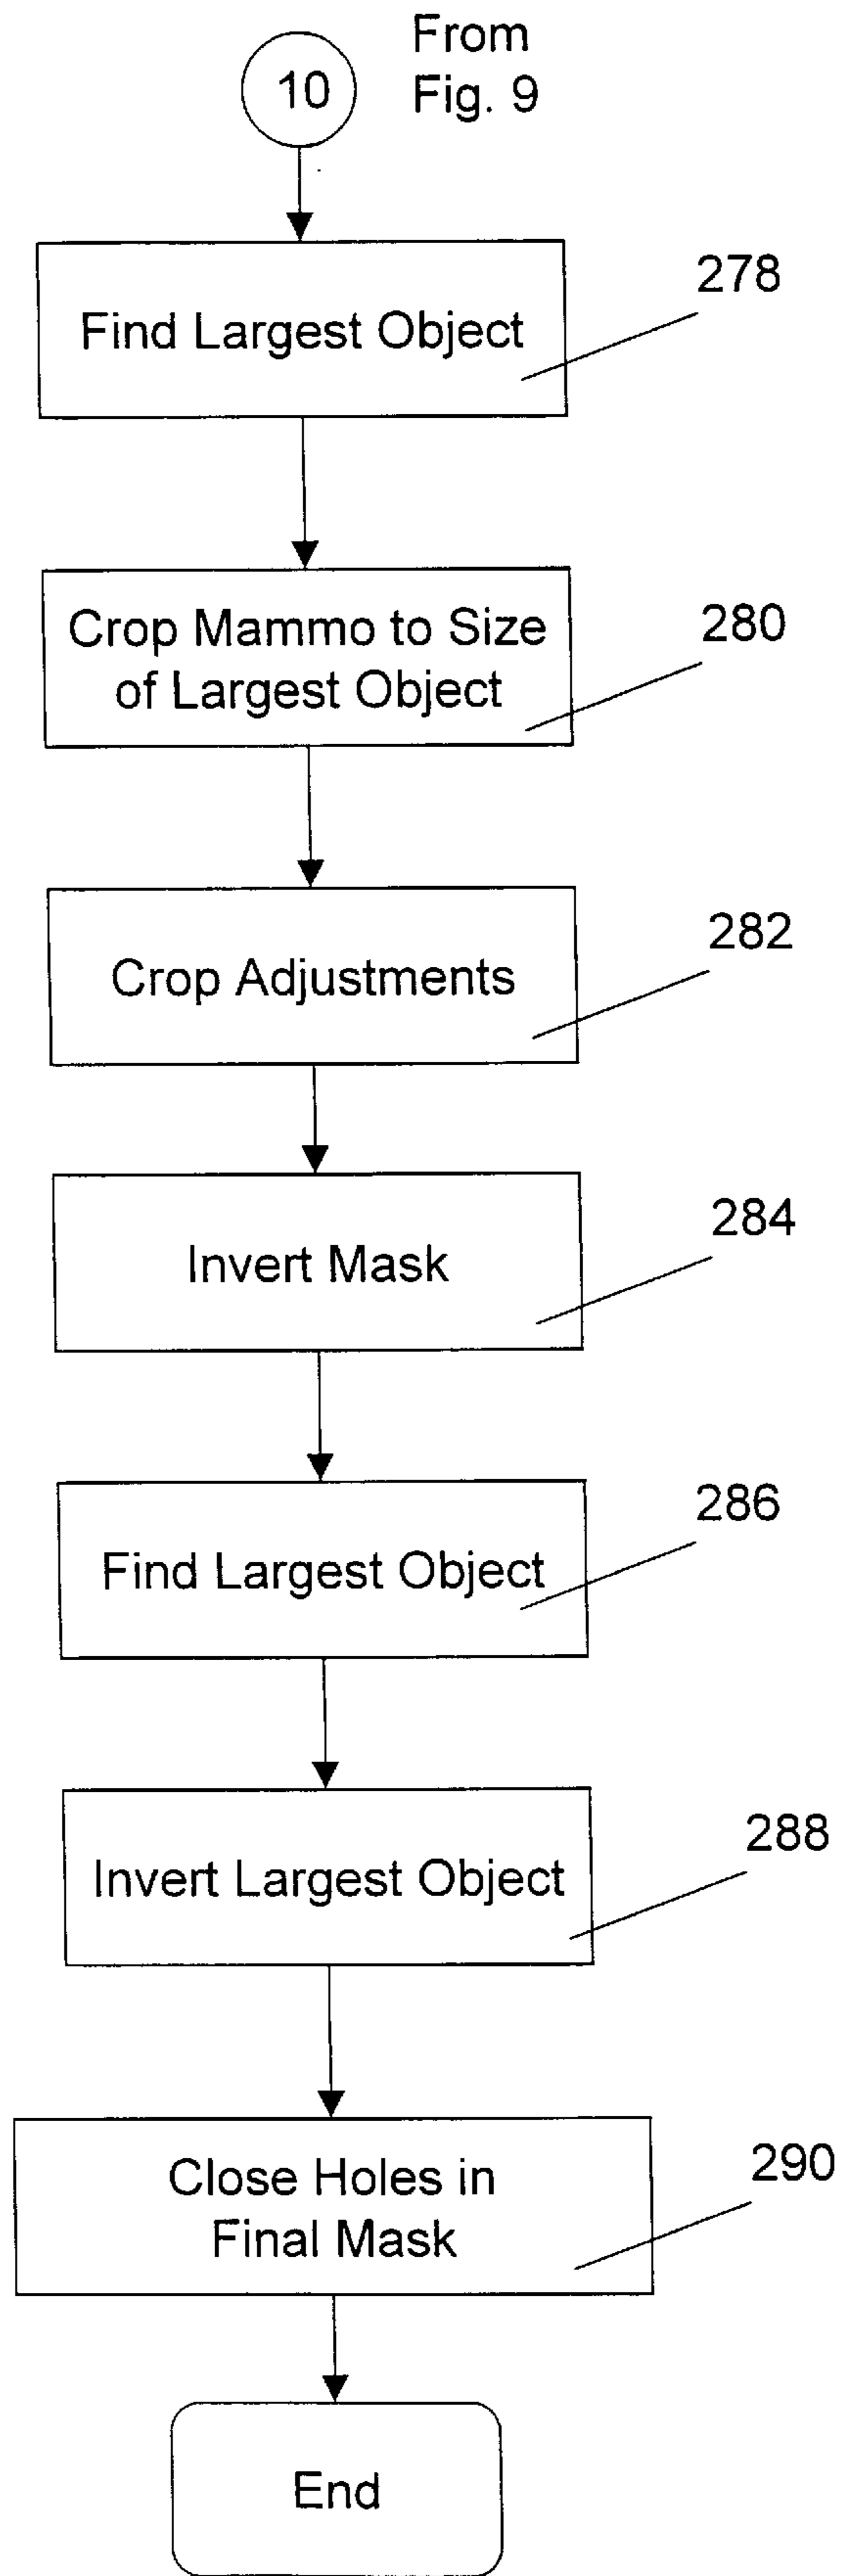 10
From
Fig. 9
Find Largest Object
278
Crop Mammo to Size
of Largest Object
280
Crop Adjustments
282
Invert Mask
284
Find Largest Object
286
Invert Largest Object
288
Close Holes in
Final Mask
290
End